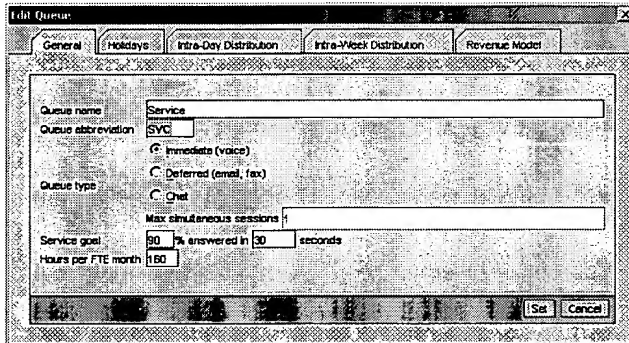 Edit Queue
General Holidays Intra-Day Distribution Intra-Week Distribution Revenue Model
Queue name Service
Queue abbreviation SVC
Immediate (voice)
Deferred (email, fax)
Queue type
Chat
Max simultaneous sessions 1
Service goal 90 % answered in 30 seconds
Hours per FTE month 160
Set Cancel